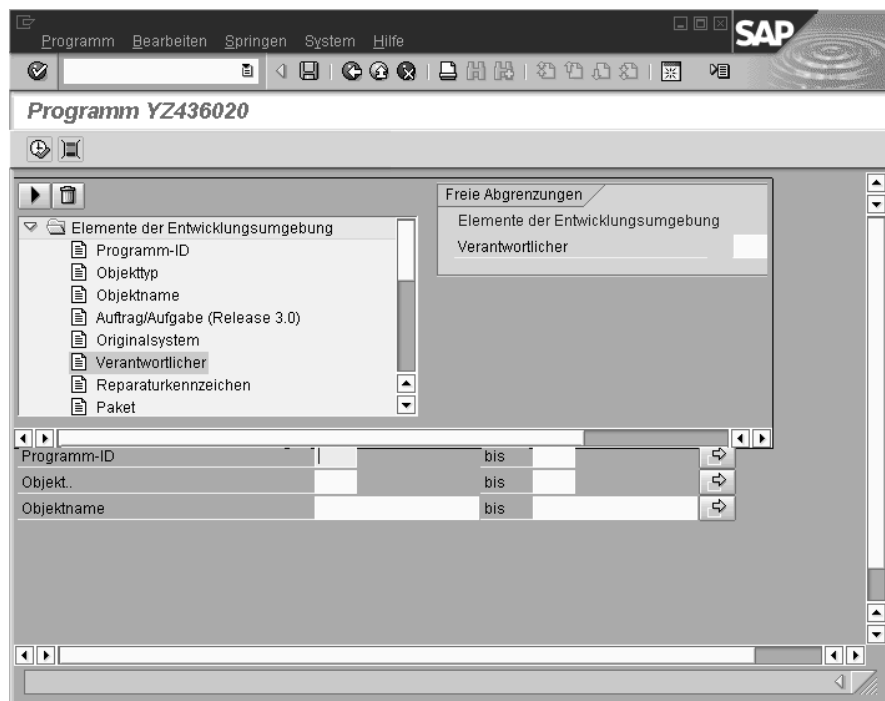 Programm Bearbeiten Springen System Hilfe
SAP
Programm YZ436020
Freie Abgrenzungen
Elemente der Entwicklungsumgebung
Verantwortlicher
Elemente der Entwicklungsumgebung
Programm-ID
Objekttyp
Objektname
Auftrag/Aufgabe (Release 3.0)
Originalsystem
Verantwortlicher
Reparaturkennzeichen
Paket
Programm-ID bis
Objekt.. bis
Objektname bis